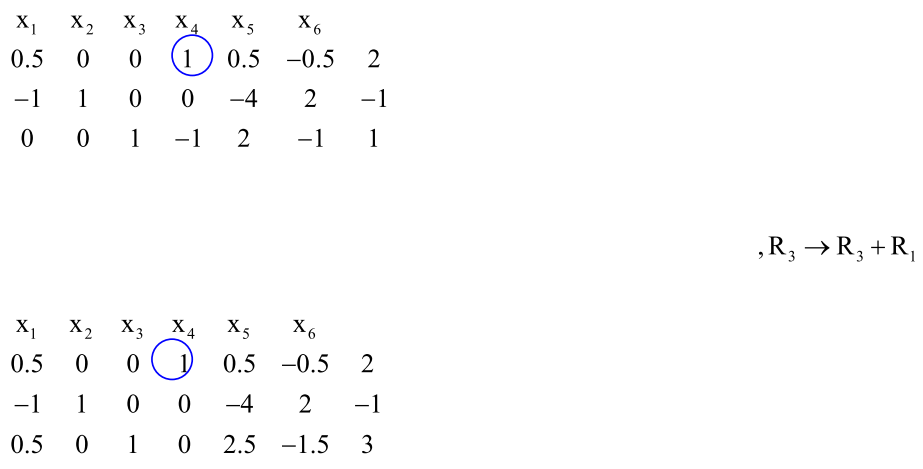 x₁ x₂ x₃ x₄ x₅ x₆
0.5 0 0 1 0.5 −0.5 2
−1 1 0 0 −4 2 −1
0 0 1 −1 2 −1 1
, R₃ → R₃ + R₁
x₁ x₂ x₃ x₄ x₅ x₆
0.5 0 0 1 0.5 −0.5 2
−1 1 0 0 −4 2 −1
0.5 0 1 0 2.5 −1.5 3